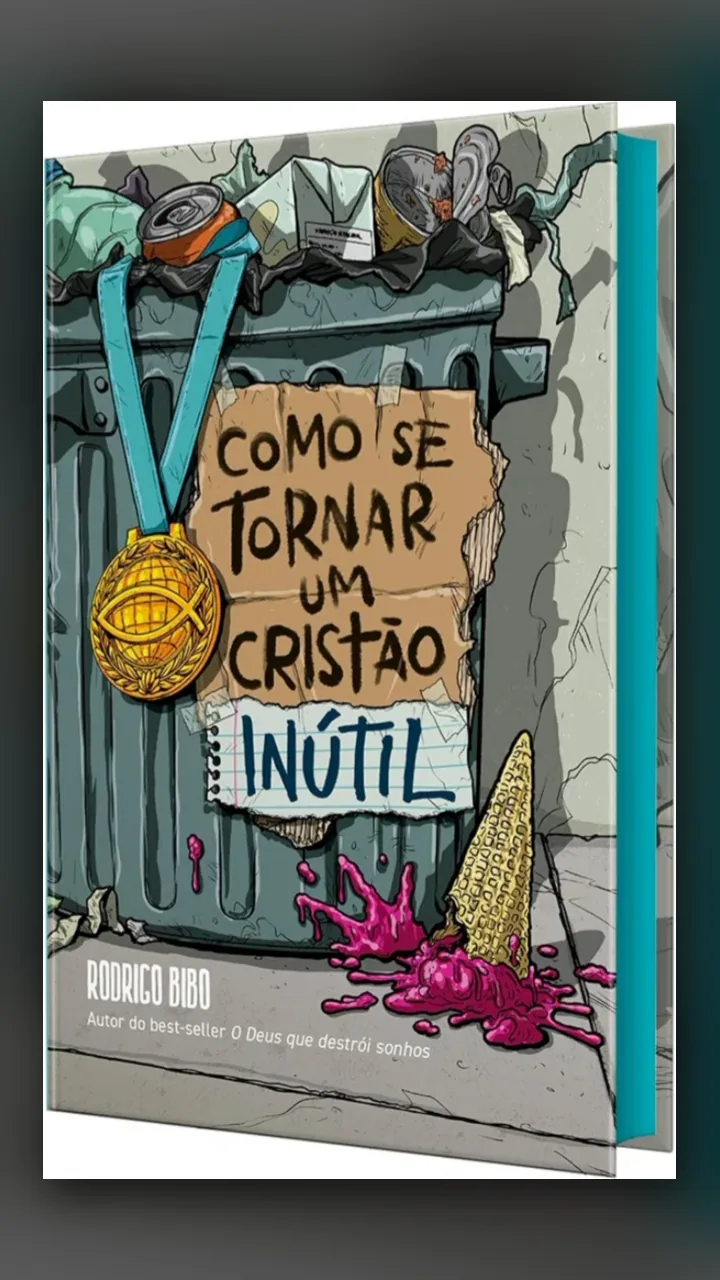 COMO SE
TORNAR
UM
CRISTÃO
INÚTIL
RODRIGO BIBO
Autor do best-seller O Deus que destrói sonhos